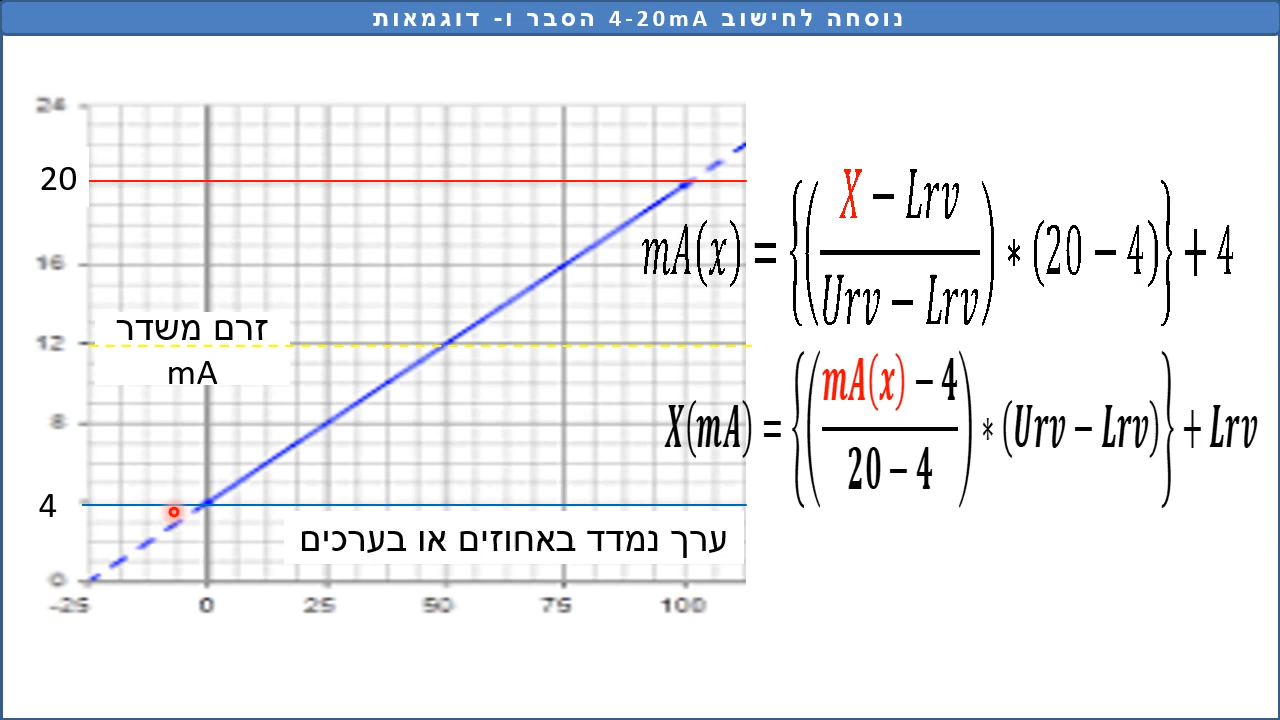 נוסחה לחישוב 4-20mA הסבר ו- דוגמאות
24
20
16
זרם משדר
12
mA
8
4
ערך נמדד באחוזים או בערכים
0
-25 0 25 50 75 100
mA(x) = {((X − Lrv)/(Urv − Lrv)) * (20 − 4)} + 4
X(mA) = {((mA(x) − 4)/(20 − 4)) * (Urv − Lrv)} + Lrv